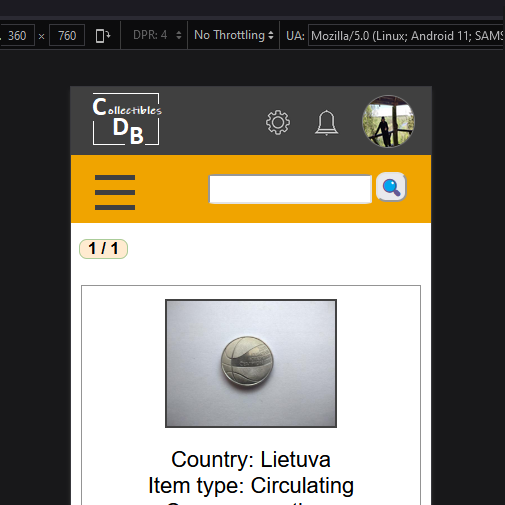 360 × 760 DPR: 4 No Throttling UA: Mozilla/5.0 (Linux; Android 11; SAMS
Collectibles
DB
1 / 1
Country: Lietuva
Item type: Circulating